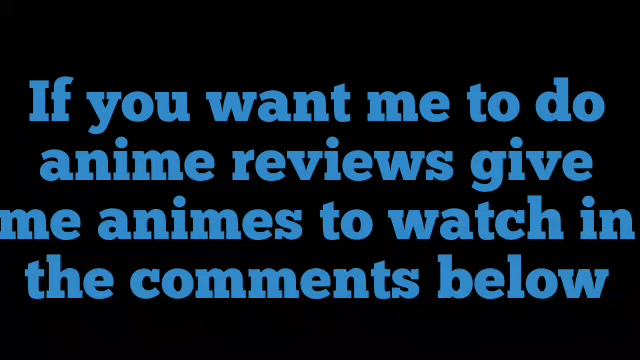 If you want me to do
anime reviews give
me animes to watch in
the comments below